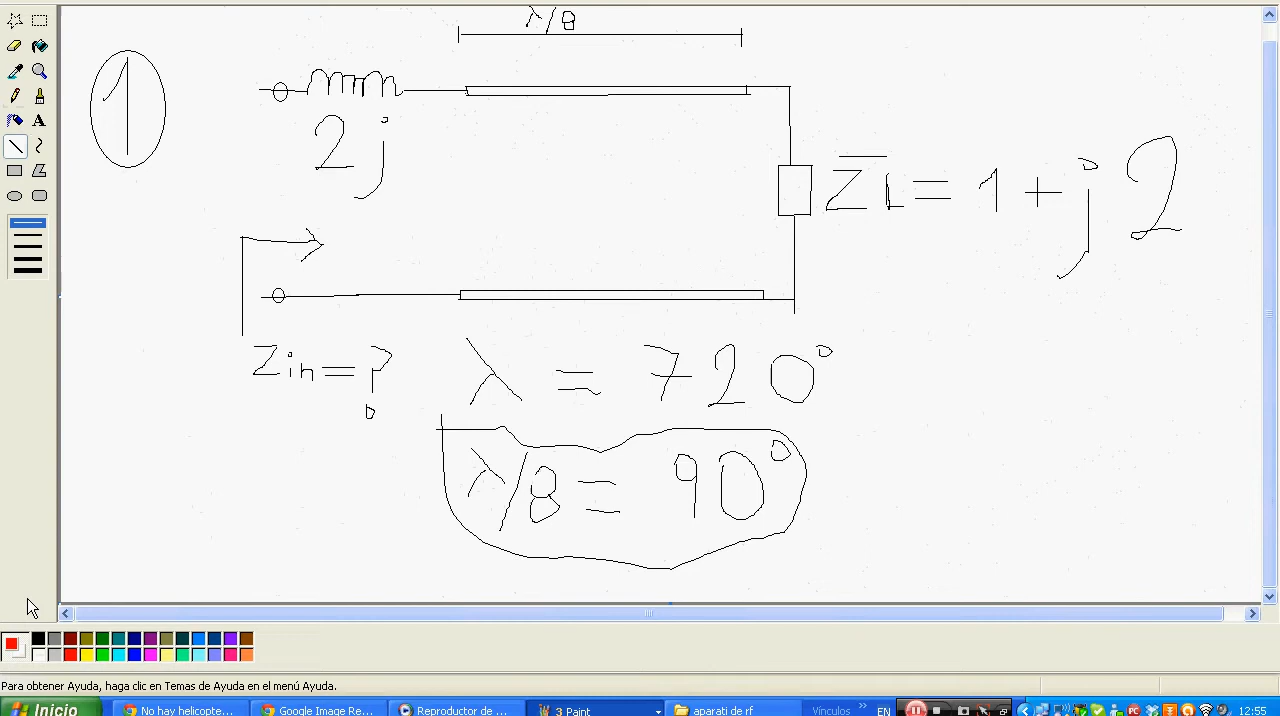 λ/8
1
2j
Z̅L = 1 + j2
Zin = ?
λ = 720°
λ/8 = 90°
Para obtener Ayuda, haga clic en Temas de Ayuda en el menú Ayuda.
Inicio
No hay helicopte...
Google Image Re...
Reproductor de ...
3 Paint
aparati de rf
Vínculos
»
EN
12:55